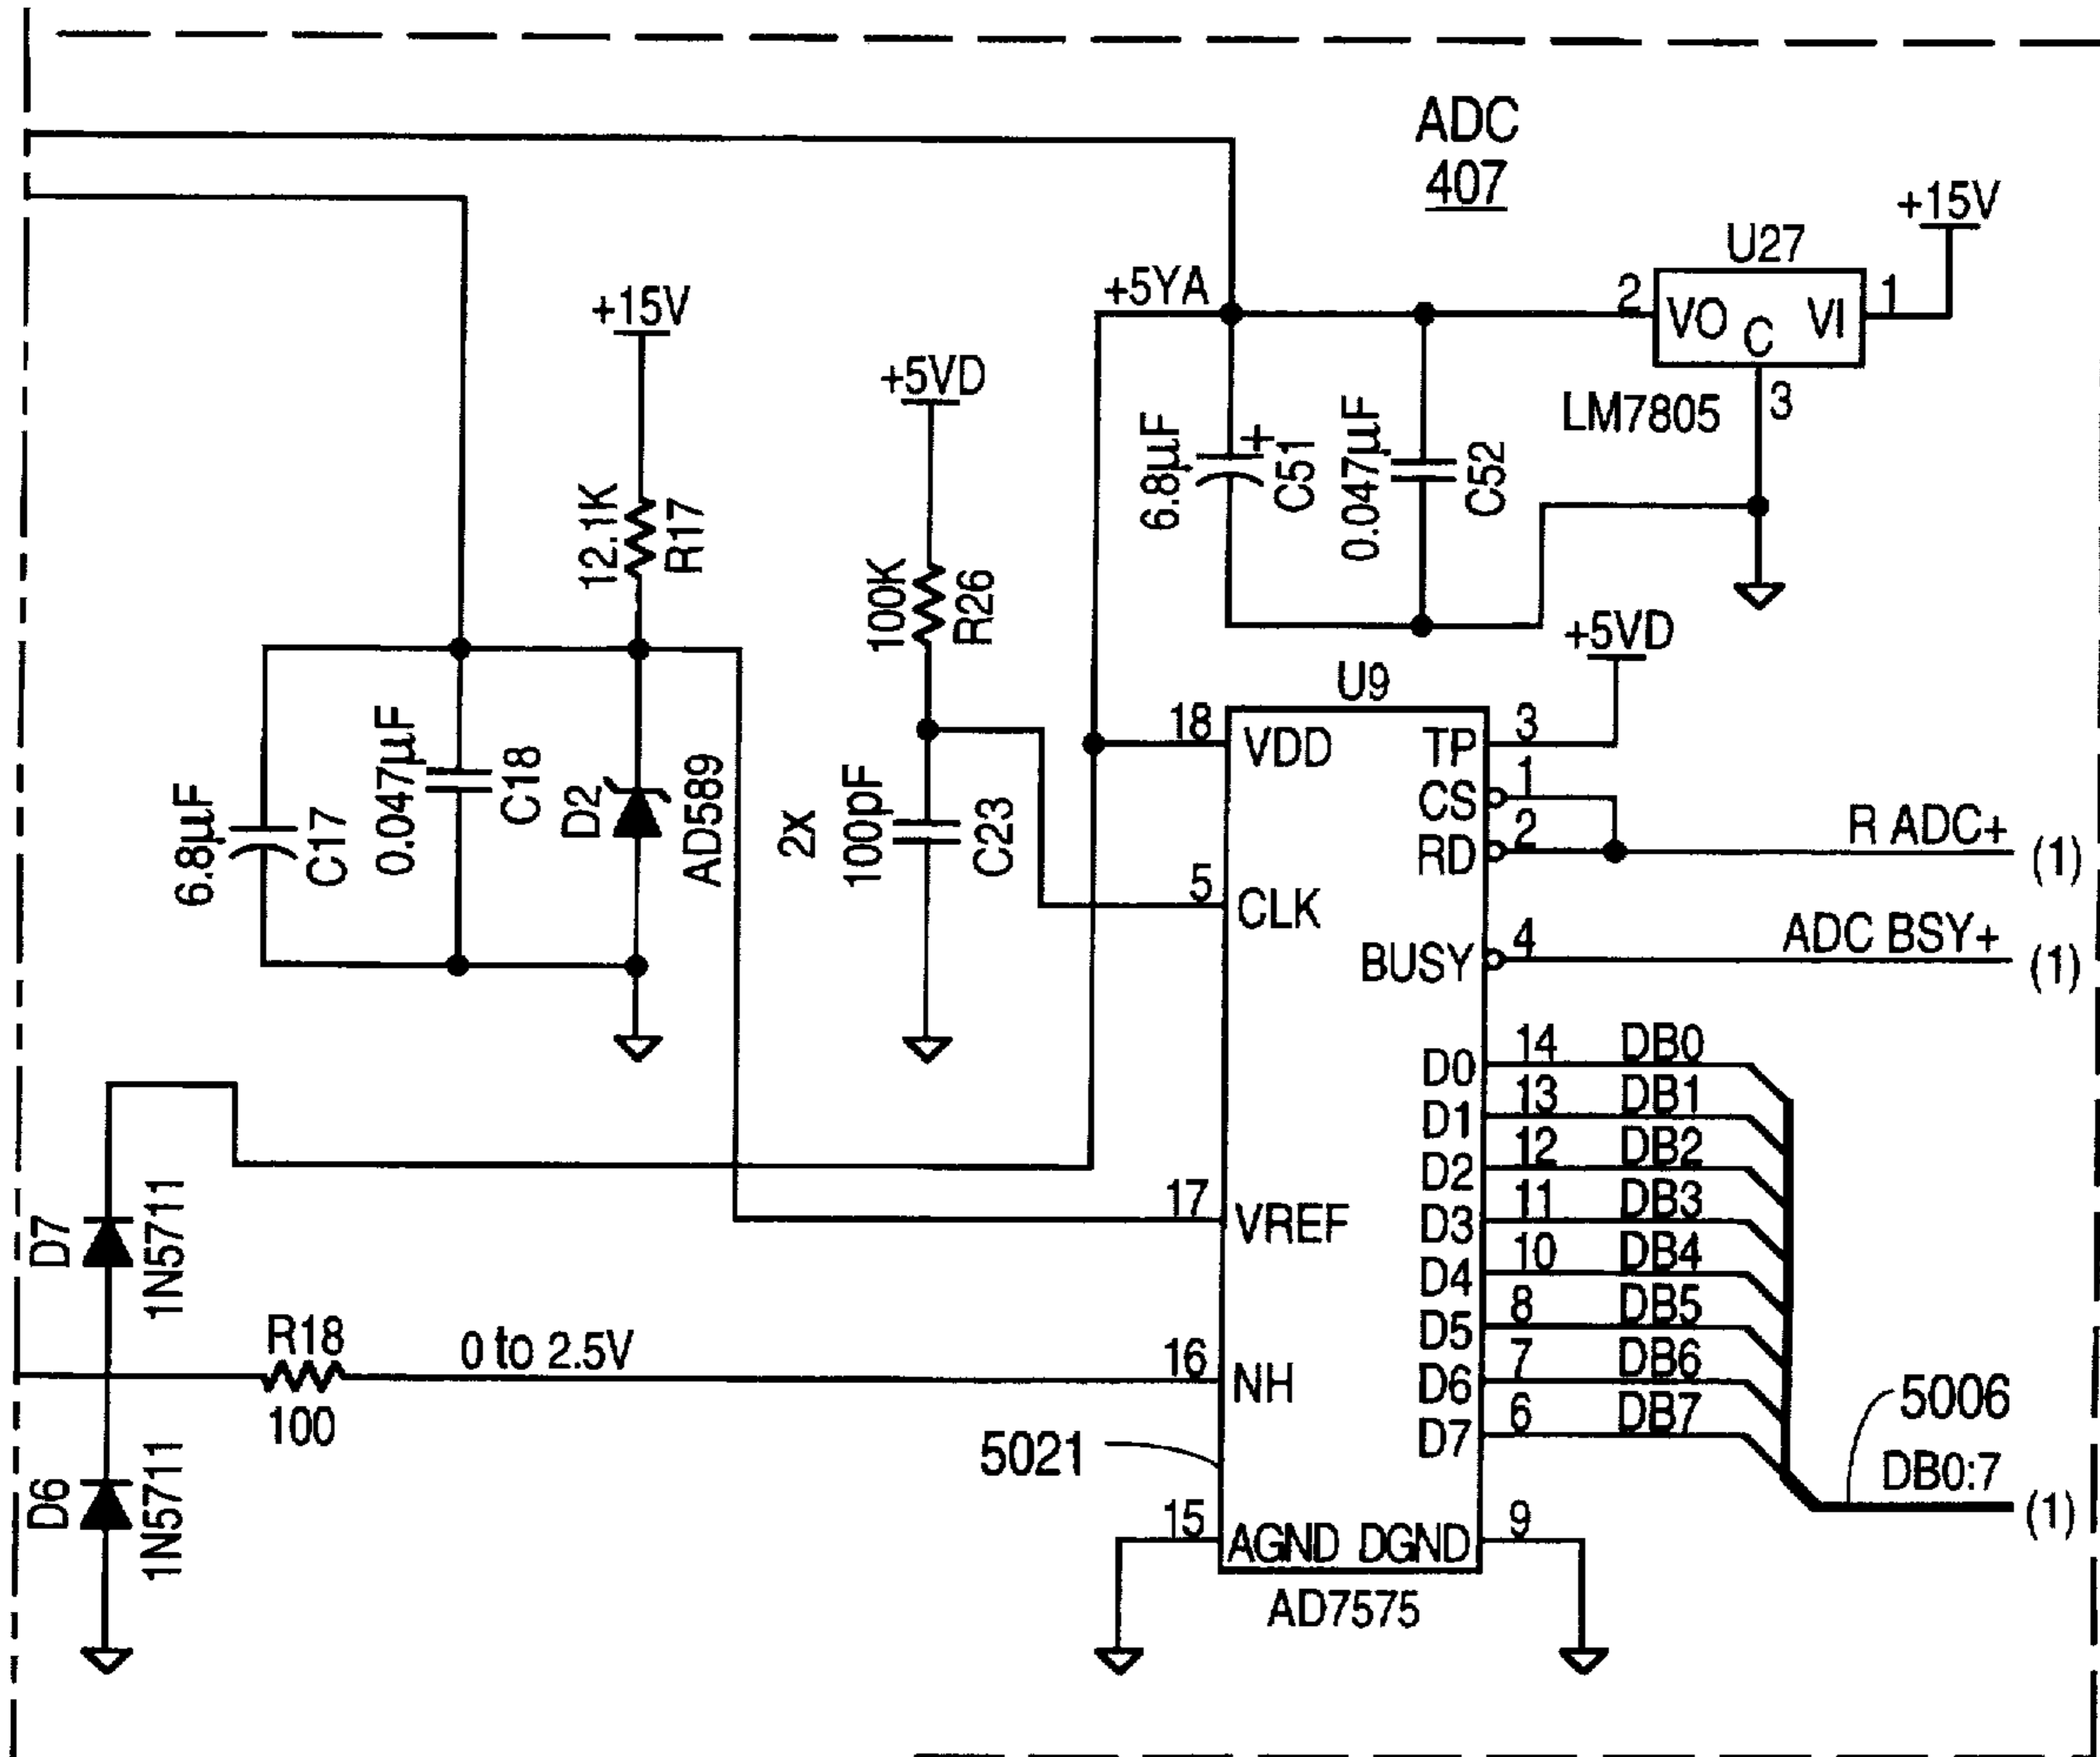 ADC
407
+15V
U27
+5YA
2
VO
C
VI
1
3
LM7805
+15V
+5VD
6.8µF
+
C51
0.047µF
C52
12.1K
R17
100K
R26
+5VD
U9
18
VDD
TP
3
CS
1
RD
2
R ADC+
(1)
6.8µF
C17
0.047µF
C18
D2
AD589
2x
100pF
C23
5
CLK
BUSY
4
ADC BSY+
(1)
D0
14
DB0
D1
13
DB1
D2
12
DB2
D3
11
DB3
D4
10
DB4
D5
8
DB5
D6
7
DB6
D7
6
DB7
17
VREF
D7
1N5711
R18
100
0 to 2.5V
16
NH
5021
5006
DB0:7
(1)
D6
1N5711
15
AGND
DGND
9
AD7575